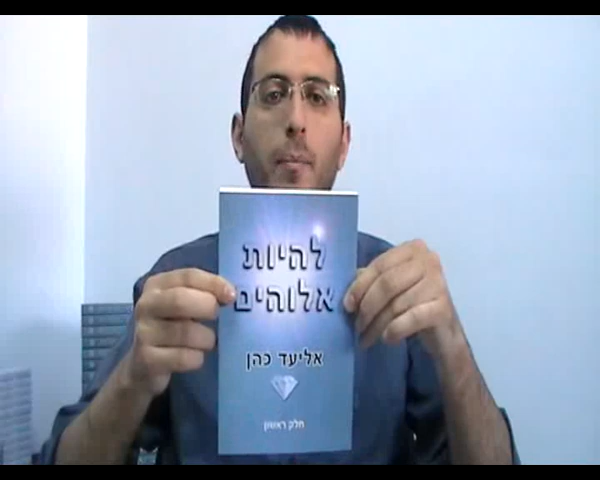 להיות
אלוהים
אליעד כהן
חלק ראשון